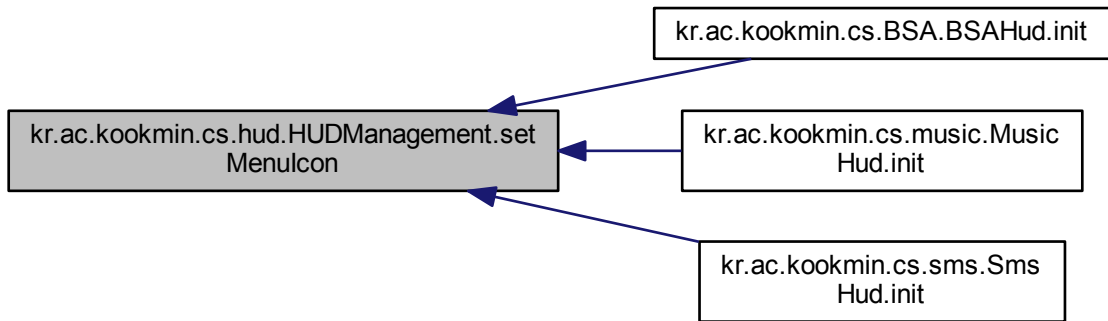 kr.ac.kookmin.cs.BSA.BSAHud.init
kr.ac.kookmin.cs.hud.HUDManagement.set
MenuIcon
kr.ac.kookmin.cs.music.Music
Hud.init
kr.ac.kookmin.cs.sms.Sms
Hud.init